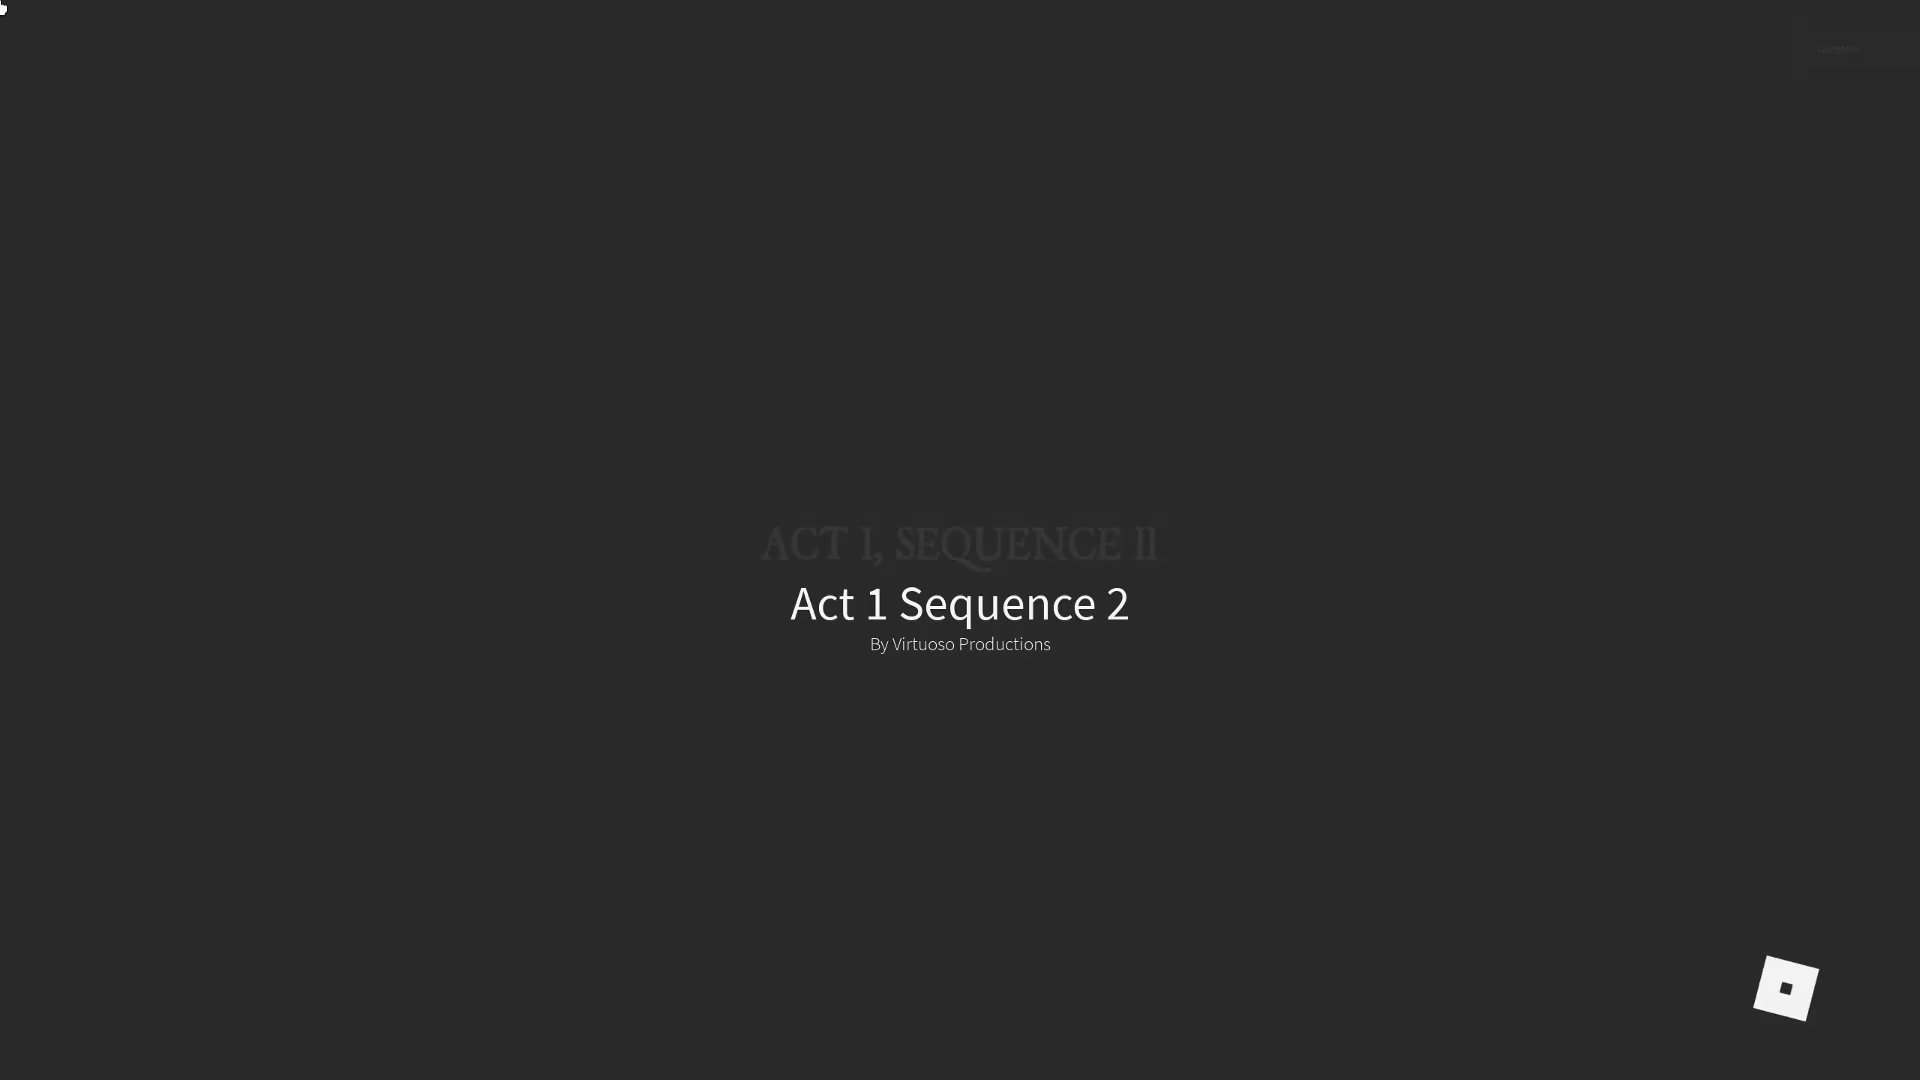 ACT I, SEQUENCE II
Act 1 Sequence 2
By Virtuoso Productions